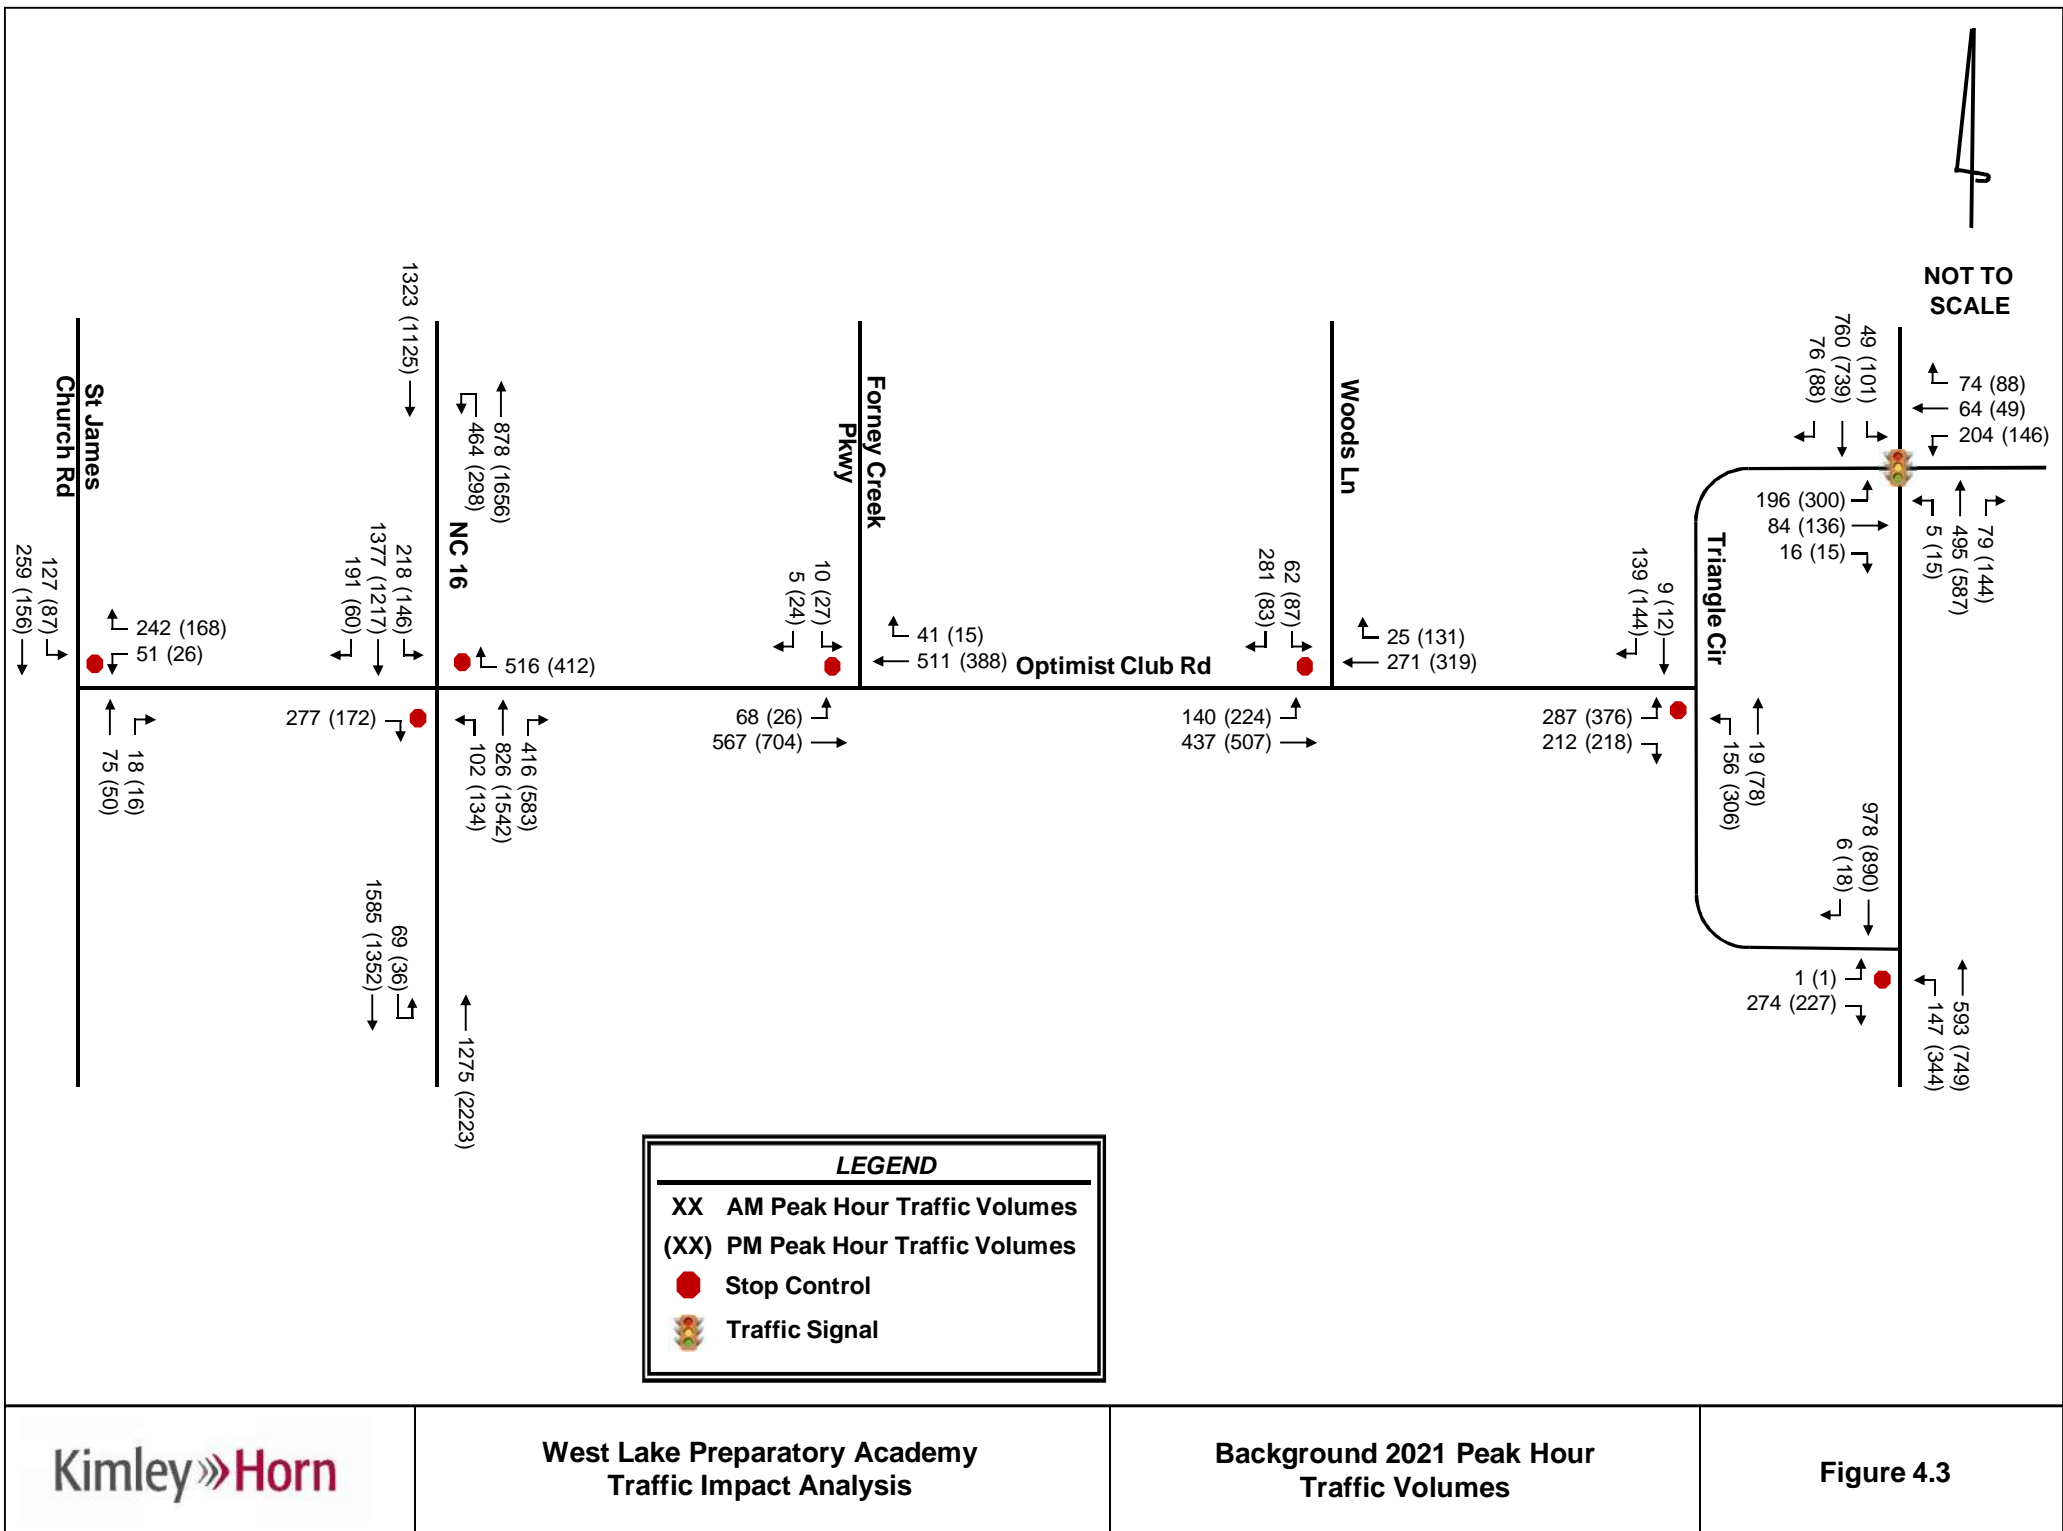 NOT TO
SCALE
1323 (1125)
878 (1656)
464 (298)
49 (101)
760 (739)
76 (88)
74 (88)
64 (49)
204 (146)
St James
Church Rd
NC 16
Forney Creek
Pkwy
Woods Ln
Triangle Cir
196 (300)
84 (136)
16 (15)
5 (15)
495 (587)
79 (144)
127 (87)
259 (156)
242 (168)
51 (26)
218 (146)
1377 (1217)
191 (60)
516 (412)
10 (27)
5 (24)
41 (15)
511 (388)
Optimist Club Rd
62 (87)
281 (83)
25 (131)
271 (319)
9 (12)
139 (144)
18 (16)
75 (50)
277 (172)
416 (583)
826 (1542)
102 (134)
68 (26)
567 (704)
140 (224)
437 (507)
287 (376)
212 (218)
19 (78)
156 (306)
978 (890)
6 (18)
1585 (1352)
69 (36)
1275 (2223)
1 (1)
274 (227)
593 (749)
147 (344)
LEGEND
XX AM Peak Hour Traffic Volumes
(XX) PM Peak Hour Traffic Volumes
Stop Control
Traffic Signal
Kimley»Horn
West Lake Preparatory Academy
Traffic Impact Analysis
Background 2021 Peak Hour
Traffic Volumes
Figure 4.3